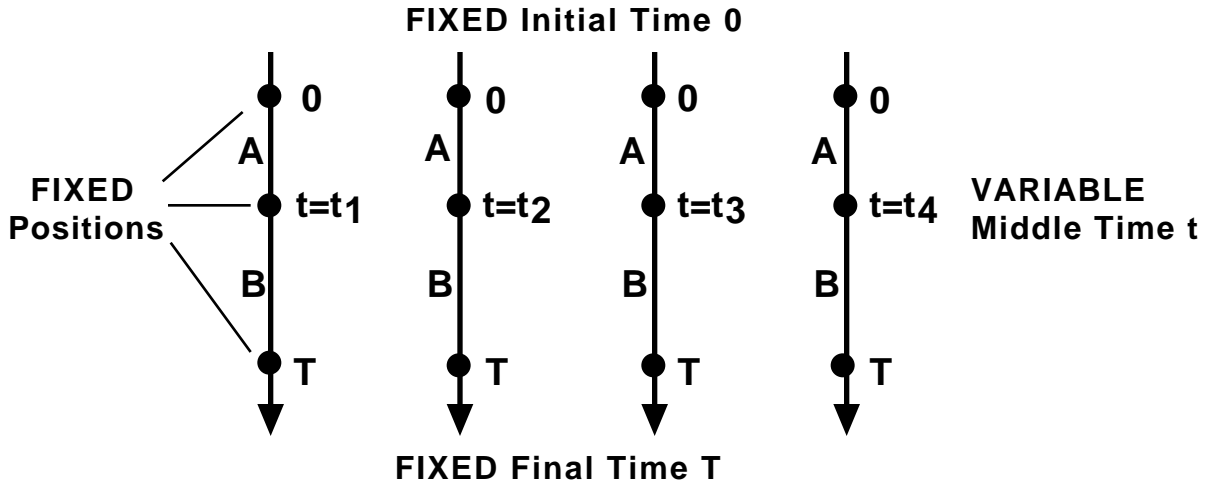 FIXED Initial Time 0
0 0 0 0
A A A A
FIXED
Positions
t=t1 t=t2 t=t3 t=t4
VARIABLE
Middle Time t
B B B B
T T T T
FIXED Final Time T